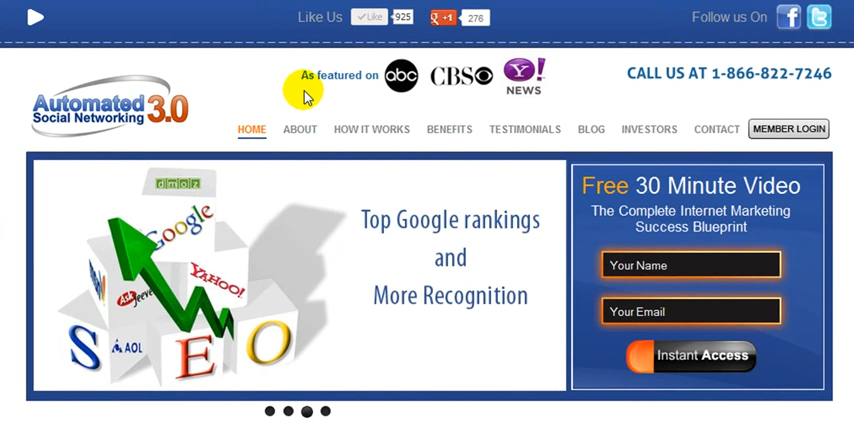 Like Us
Like
925
+1
276
Follow us On
As featured on
abc
CBS
Y!
NEWS
CALL US AT 1-866-822-7246
Automated
Social Networking 3.0
HOME
ABOUT
HOW IT WORKS
BENEFITS
TESTIMONIALS
BLOG
INVESTORS
CONTACT
MEMBER LOGIN
dmoz
Google
YAHOO!
AOL
SEO
Top Google rankings
and
More Recognition
Free 30 Minute Video
The Complete Internet Marketing
Success Blueprint
Your Name
Your Email
Instant Access